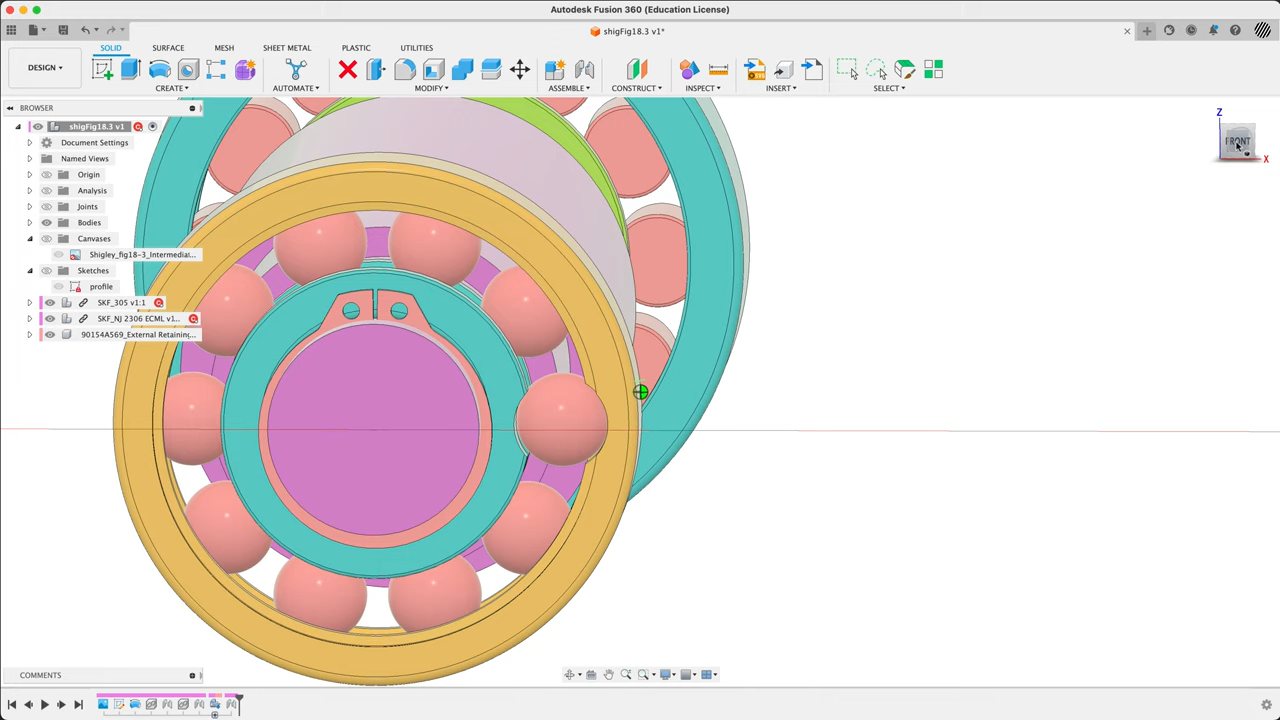 Autodesk Fusion 360 (Education License)
shigFig18.3 v1*
SOLID SURFACE MESH SHEET METAL PLASTIC UTILITIES
DESIGN
CREATE AUTOMATE MODIFY ASSEMBLE CONSTRUCT INSPECT INSERT SELECT
BROWSER
shigFig18.3 v1
Document Settings
Named Views
Origin
Analysis
Joints
Bodies
Canvases
Shigley_fig18-3_Intermediat...
Sketches
profile
SKF_305 v1:1
SKF_NJ 2306 ECML v1...
90154A569_External Retaining...
Z
FRONT
X
COMMENTS